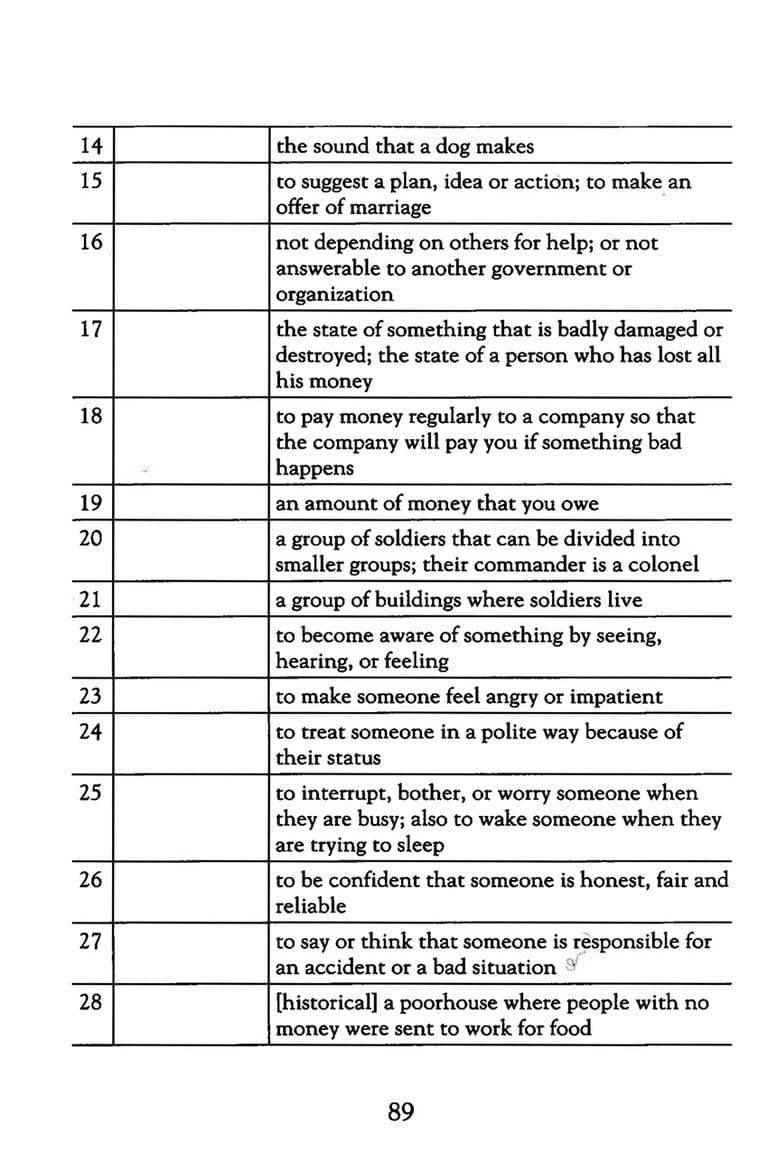 14 the sound that a dog makes
15 to suggest a plan, idea or action; to make an
offer of marriage
16 not depending on others for help; or not
answerable to another government or
organization
17 the state of something that is badly damaged or
destroyed; the state of a person who has lost all
his money
18 to pay money regularly to a company so that
the company will pay you if something bad
happens
19 an amount of money that you owe
20 a group of soldiers that can be divided into
smaller groups; their commander is a colonel
21 a group of buildings where soldiers live
22 to become aware of something by seeing,
hearing, or feeling
23 to make someone feel angry or impatient
24 to treat someone in a polite way because of
their status
25 to interrupt, bother, or worry someone when
they are busy; also to wake someone when they
are trying to sleep
26 to be confident that someone is honest, fair and
reliable
27 to say or think that someone is responsible for
an accident or a bad situation
28 [historical] a poorhouse where people with no
money were sent to work for food
89